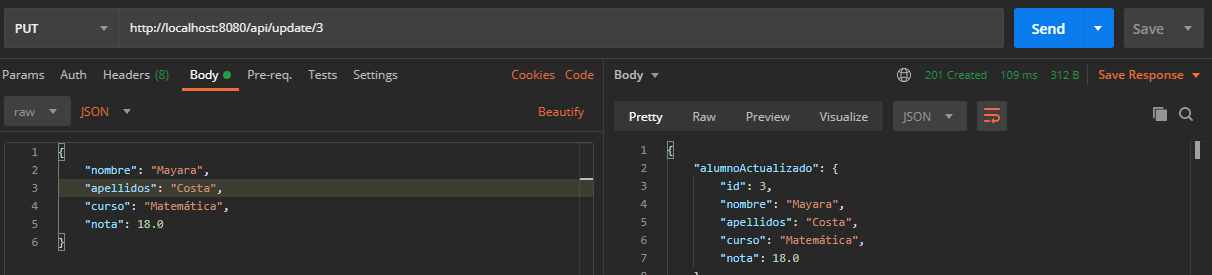 PUT http://localhost:8080/api/update/3 Send Save
Params Auth Headers (8) Body Pre-req. Tests Settings Cookies Code
raw JSON Beautify
1 {
2 "nombre": "Mayara",
3 "apellidos": "Costa",
4 "curso": "Matemática",
5 "nota": 18.0
6 }
Body 201 Created 109 ms 312 B Save Response
Pretty Raw Preview Visualize JSON
1 {
2 "alumnoActualizado": {
3 "id": 3,
4 "nombre": "Mayara",
5 "apellidos": "Costa",
6 "curso": "Matemática",
7 "nota": 18.0